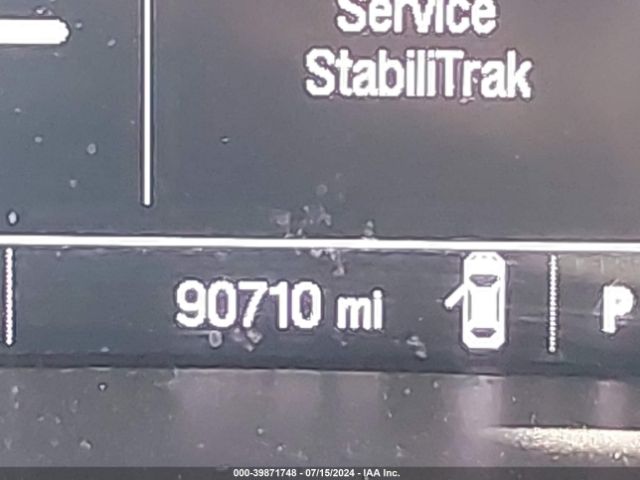 Service
StabiliTrak
90710 mi
P
000-39871748 - 07/15/2024 - IAA Inc.